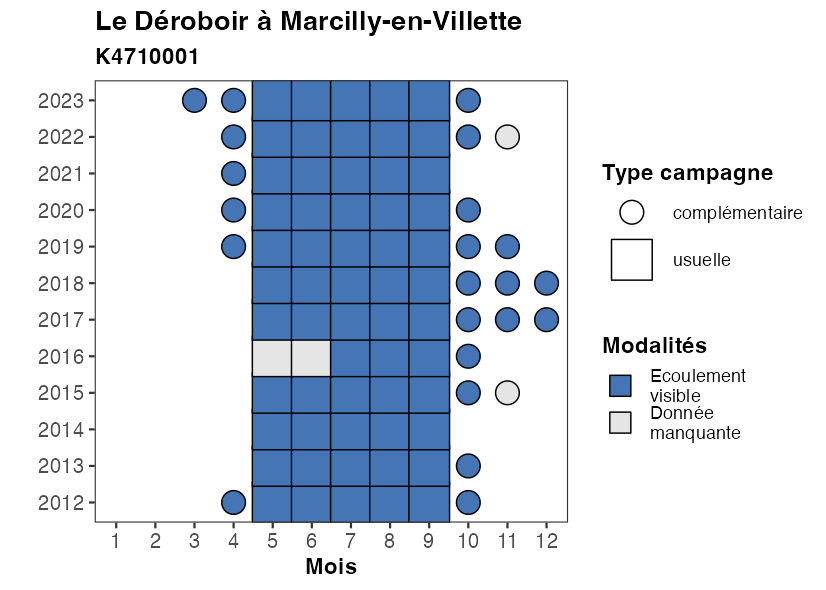 Le Déroboir à Marcilly-en-Villette
K4710001
2023
2022
2021
2020
2019
2018
2017
2016
2015
2014
2013
2012
1 2 3 4 5 6 7 8 9 10 11 12
Mois
Type campagne
complémentaire
usuelle
Modalités
Ecoulement
visible
Donnée
manquante